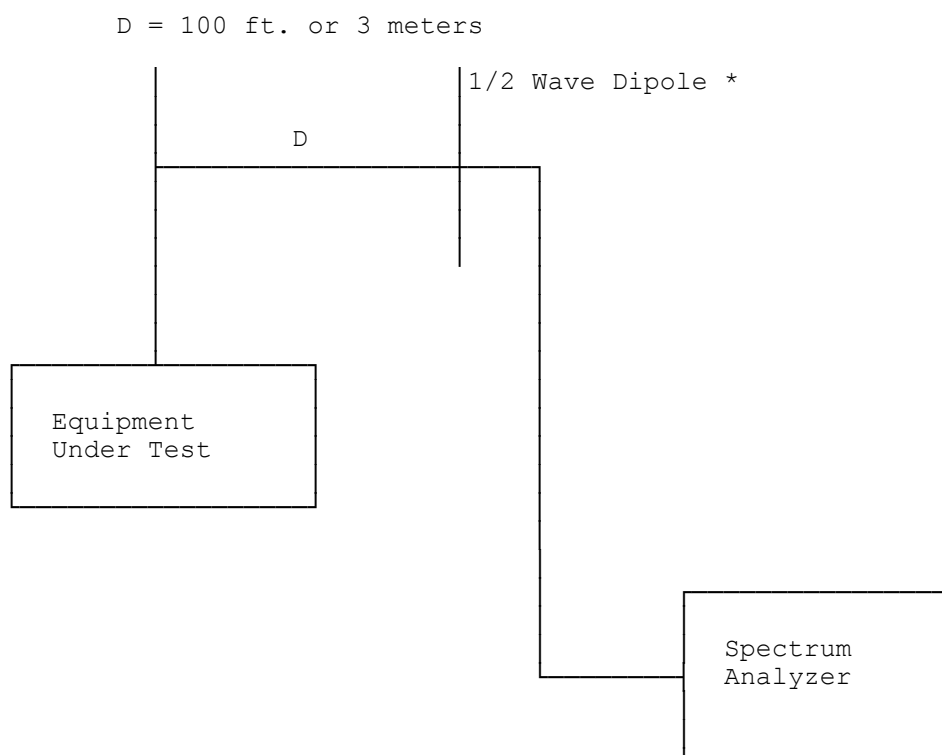 D = 100 ft. or 3 meters
1/2 Wave Dipole *
D
Equipment
Under Test
Spectrum
Analyzer